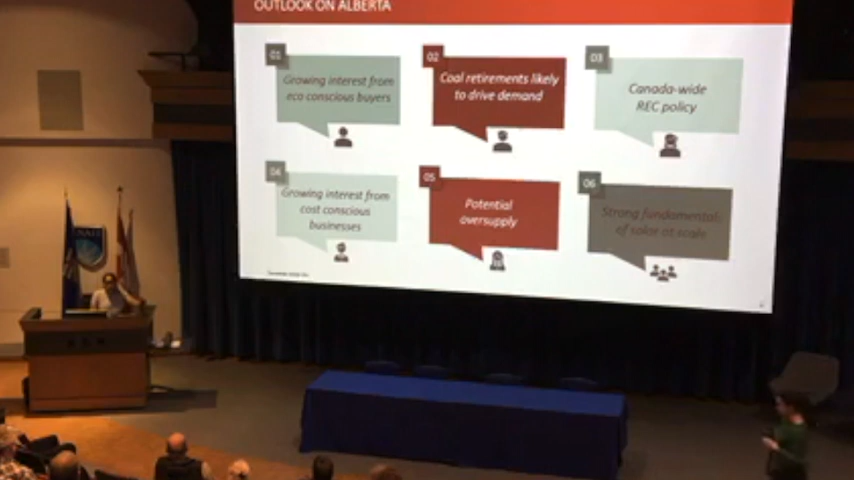 OUTLOOK ON ALBERTA
01
Growing interest from
eco conscious buyers
02
Coal retirements likely
to drive demand
03
Canada-wide
REC policy
04
Growing interest from
cost conscious
businesses
05
Potential
oversupply
06
Strong fundamentals
of solar at scale
NAIT